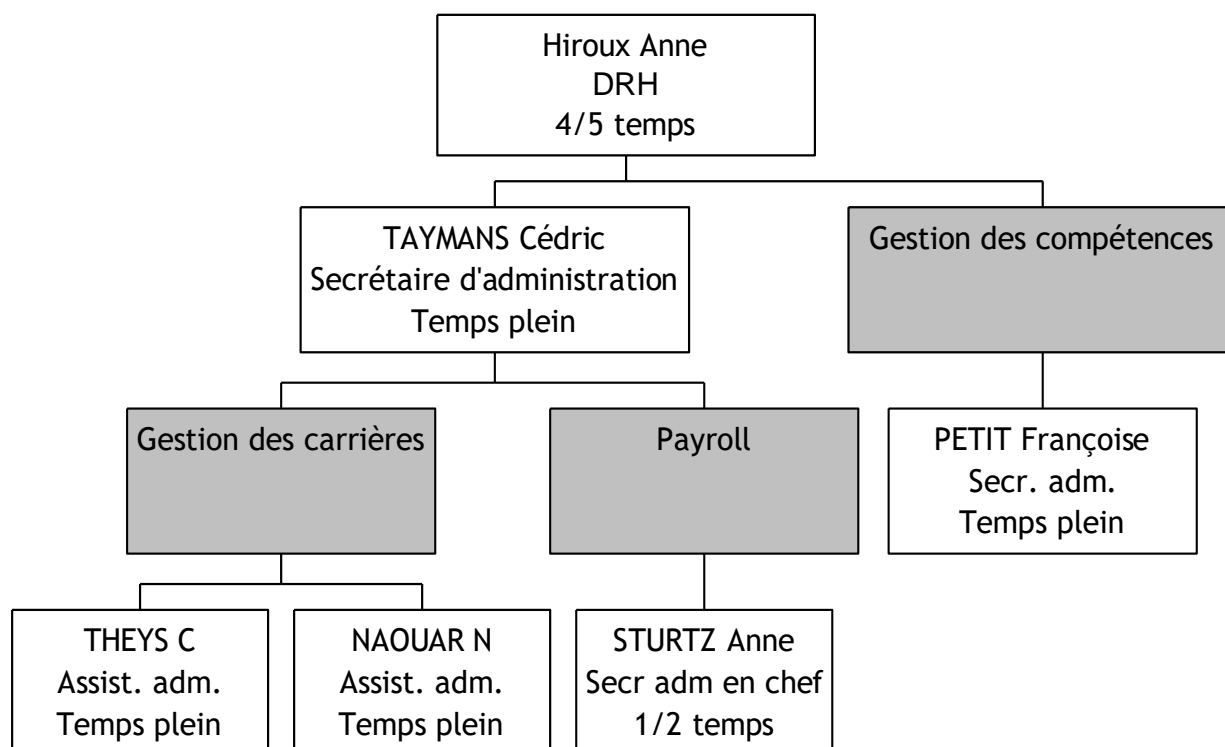 Hiroux Anne
DRH
4/5 temps
TAYMANS Cédric
Secrétaire d'administration
Temps plein
Gestion des compétences
Gestion des carrières
Payroll
PETIT Françoise
Secr. adm.
Temps plein
THEYS C
Assist. adm.
Temps plein
NAOUAR N
Assist. adm.
Temps plein
STURTZ Anne
Secr adm en chef
1/2 temps